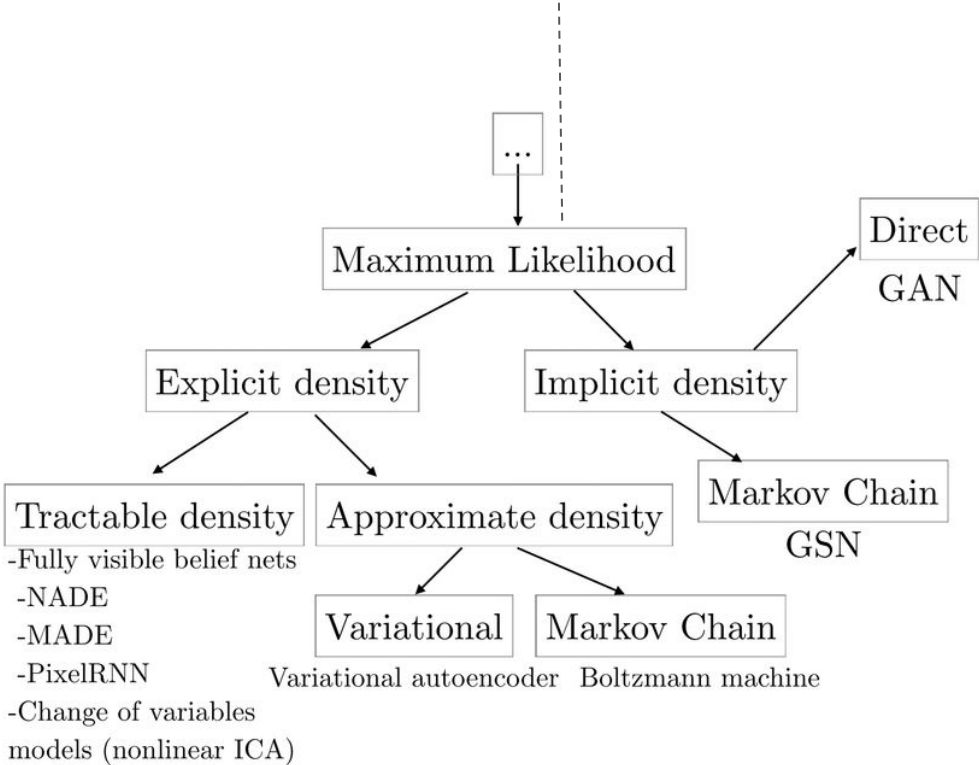 ...
Maximum Likelihood
Direct
GAN
Explicit density
Implicit density
Tractable density
-Fully visible belief nets
-NADE
-MADE
-PixelRNN
-Change of variables
models (nonlinear ICA)
Approximate density
Variational
Variational autoencoder
Markov Chain
Boltzmann machine
Markov Chain
GSN